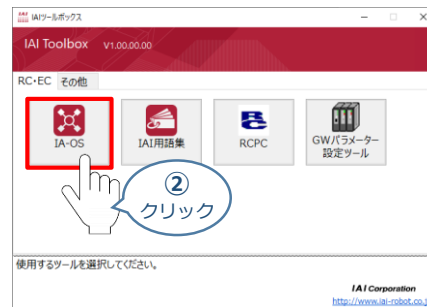 IAIツールボックス
IAI Toolbox V1.00.00.00
RC・EC その他
IA-OS
IAI用語集
RCPC
GWパラメーター
設定ツール
②
クリック
使用するツールを選択してください。
IAI Corporation
http://www.iai-robot.co.j